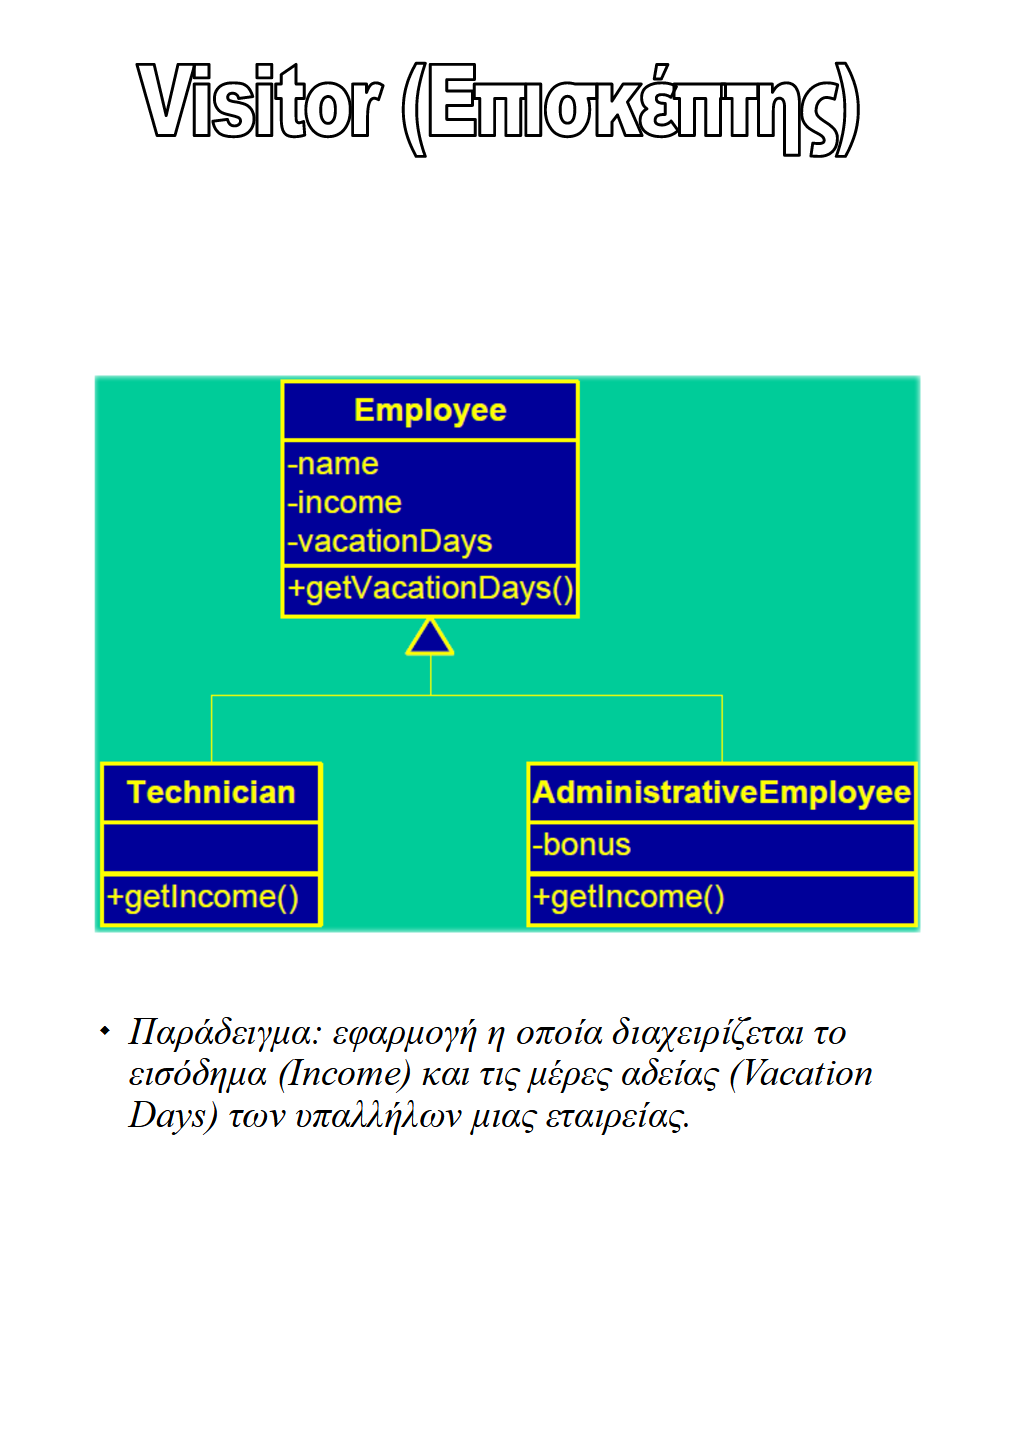 Visitor (Επισκέπτης)
Employee
-name
-income
-vacationDays
+getVacationDays()
Technician
+getIncome()
AdministrativeEmployee
-bonus
+getIncome()
Παράδειγμα: εφαρμογή η οποία διαχειρίζεται το
εισόδημα (Income) και τις μέρες αδείας (Vacation
Days) των υπαλλήλων μιας εταιρείας.